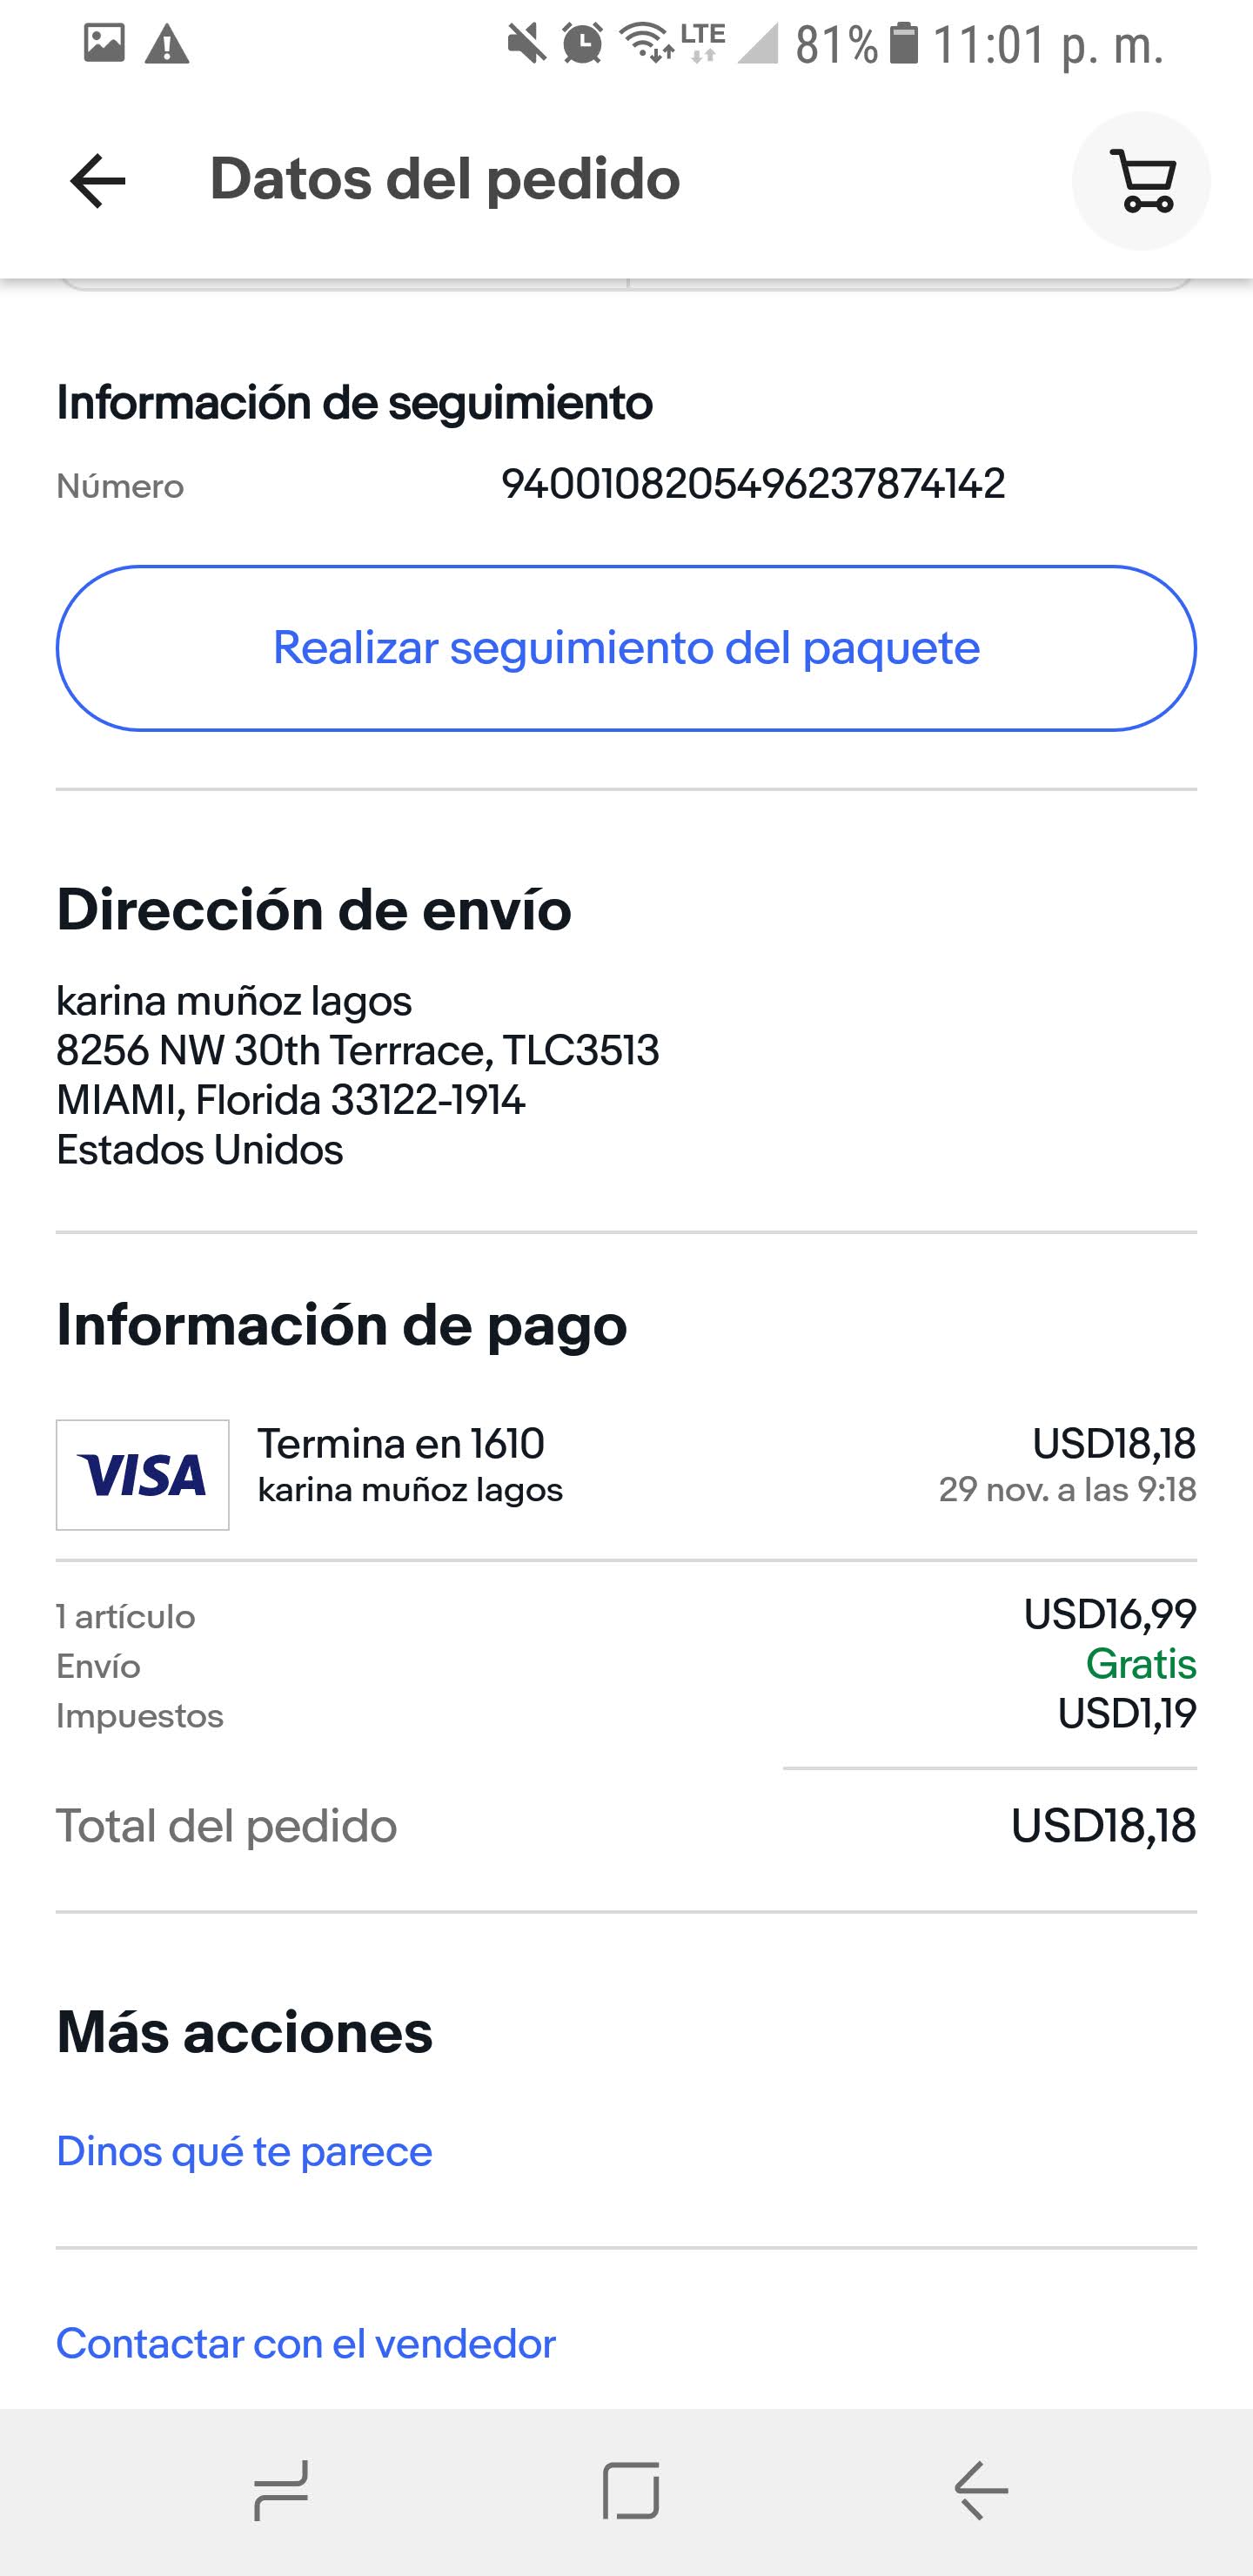 LTE 81% 11:01 p. m.
Datos del pedido
Información de seguimiento
Número 9400108205496237874142
Realizar seguimiento del paquete
Dirección de envío
karina muñoz lagos
8256 NW 30th Terrrace, TLC3513
MIAMI, Florida 33122-1914
Estados Unidos
Información de pago
VISA Termina en 1610 USD18,18
karina muñoz lagos 29 nov. a las 9:18
1 artículo USD16,99
Envío Gratis
Impuestos USD1,19
Total del pedido USD18,18
Más acciones
Dinos qué te parece
Contactar con el vendedor